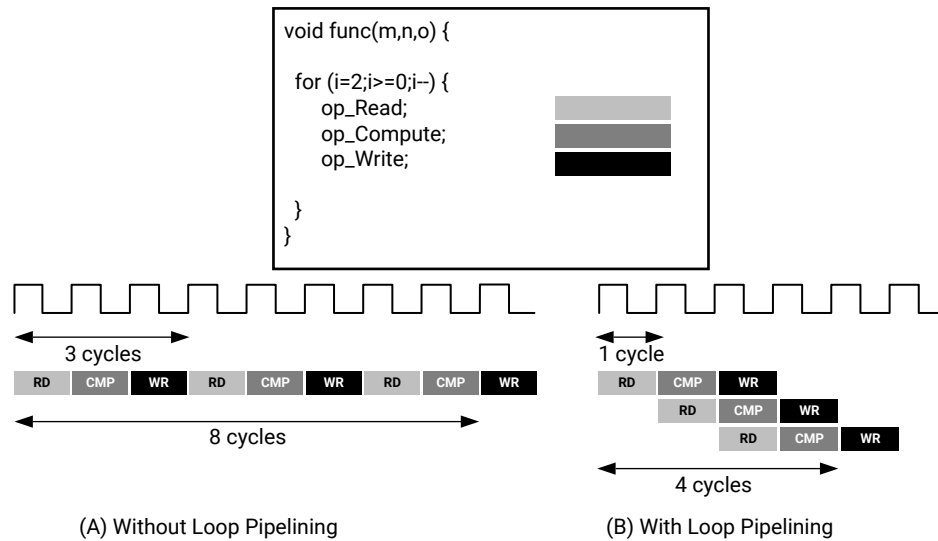 void func(m,n,o) {
for (i=2;i>=0;i--) {
op_Read;
op_Compute;
op_Write;
}
}
3 cycles
RD CMP WR RD CMP WR RD CMP WR
8 cycles
(A) Without Loop Pipelining
1 cycle
RD CMP WR
RD CMP WR
RD CMP WR
4 cycles
(B) With Loop Pipelining